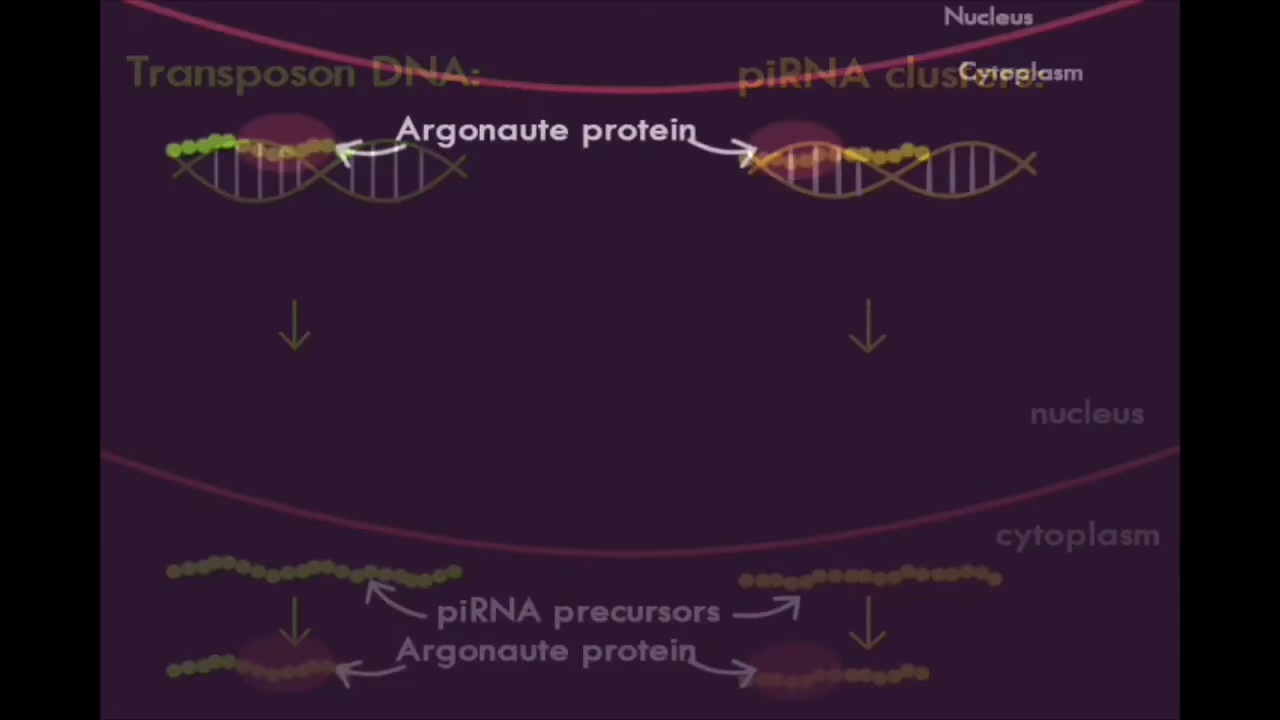 Nucleus
Transposon DNA:
piRNA clusters:
Cytoplasm
Argonaute protein
nucleus
cytoplasm
piRNA precursors
Argonaute protein